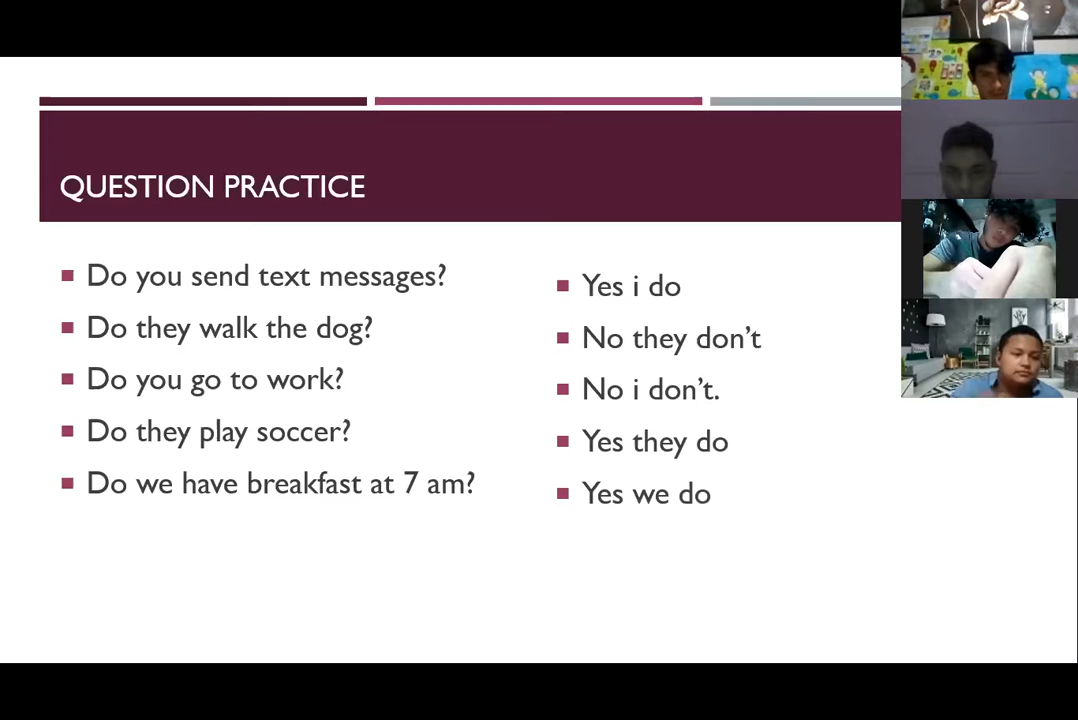 QUESTION PRACTICE
Do you send text messages?
Do they walk the dog?
Do you go to work?
Do they play soccer?
Do we have breakfast at 7 am?
Yes i do
No they don't
No i don't.
Yes they do
Yes we do